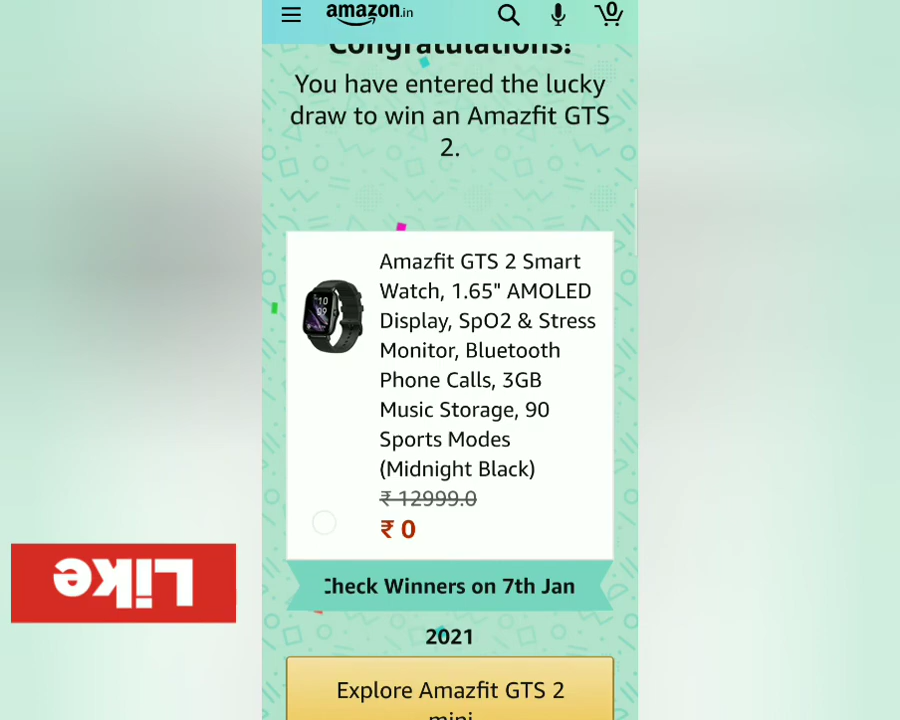 amazon.in
0
Congratulations!
You have entered the lucky
draw to win an Amazfit GTS
2.
Amazfit GTS 2 Smart
Watch, 1.65" AMOLED
Display, SpO2 & Stress
Monitor, Bluetooth
Phone Calls, 3GB
Music Storage, 90
Sports Modes
(Midnight Black)
₹ 12999.0
₹ 0
Check Winners on 7th Jan
2021
Explore Amazfit GTS 2
mini
Like